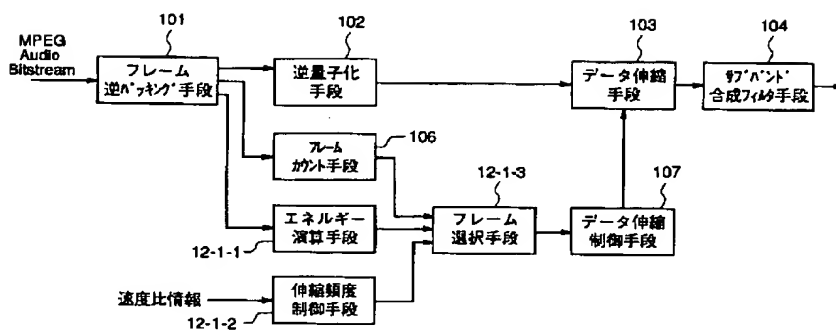 101
102
103
104
MPEG
Audio
Bitstream
フレーム
逆パッキング手段
逆量子化
手段
データ伸縮
手段
サブバンド
合成フィルタ手段
106
フレーム
カウント手段
12-1-3
107
エネルギー
演算手段
フレーム
選択手段
データ伸縮
制御手段
12-1-1
速度比情報
伸縮頻度
制御手段
12-1-2